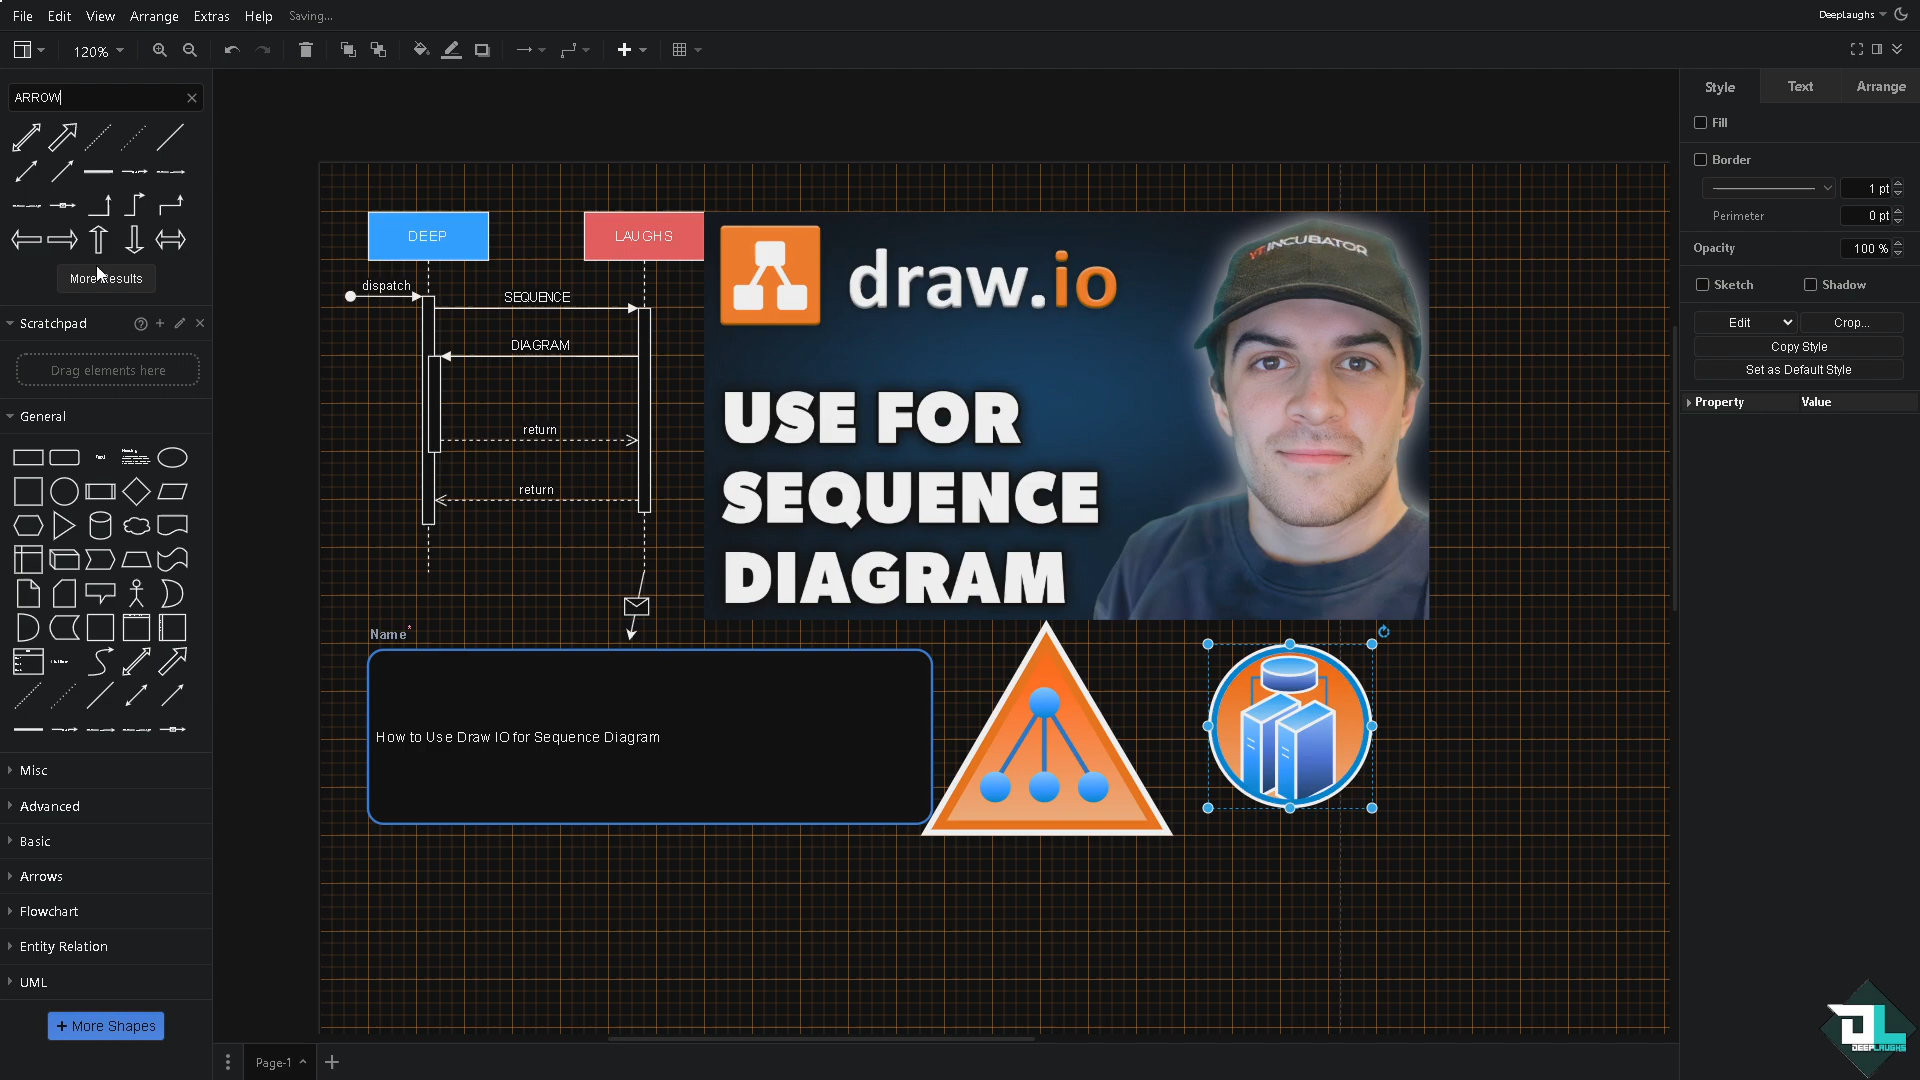 File Edit View Arrange Extras Help Saving...
DeepLaughs
120%
ARROW
More Results
Scratchpad
Drag elements here
General
Text
Heading
Misc
Advanced
Basic
Arrows
Flowchart
Entity Relation
UML
+ More Shapes
DEEP
LAUGHS
dispatch
SEQUENCE
DIAGRAM
return
return
draw.io
YT INCUBATOR
USE FOR
SEQUENCE
DIAGRAM
Name*
How to Use Draw IO for Sequence Diagram
Page-1
Style Text Arrange
Fill
Border
1 pt
Perimeter 0 pt
Opacity 100 %
Sketch Shadow
Edit Crop...
Copy Style
Set as Default Style
Property Value
DL
DEEPLAUGHS